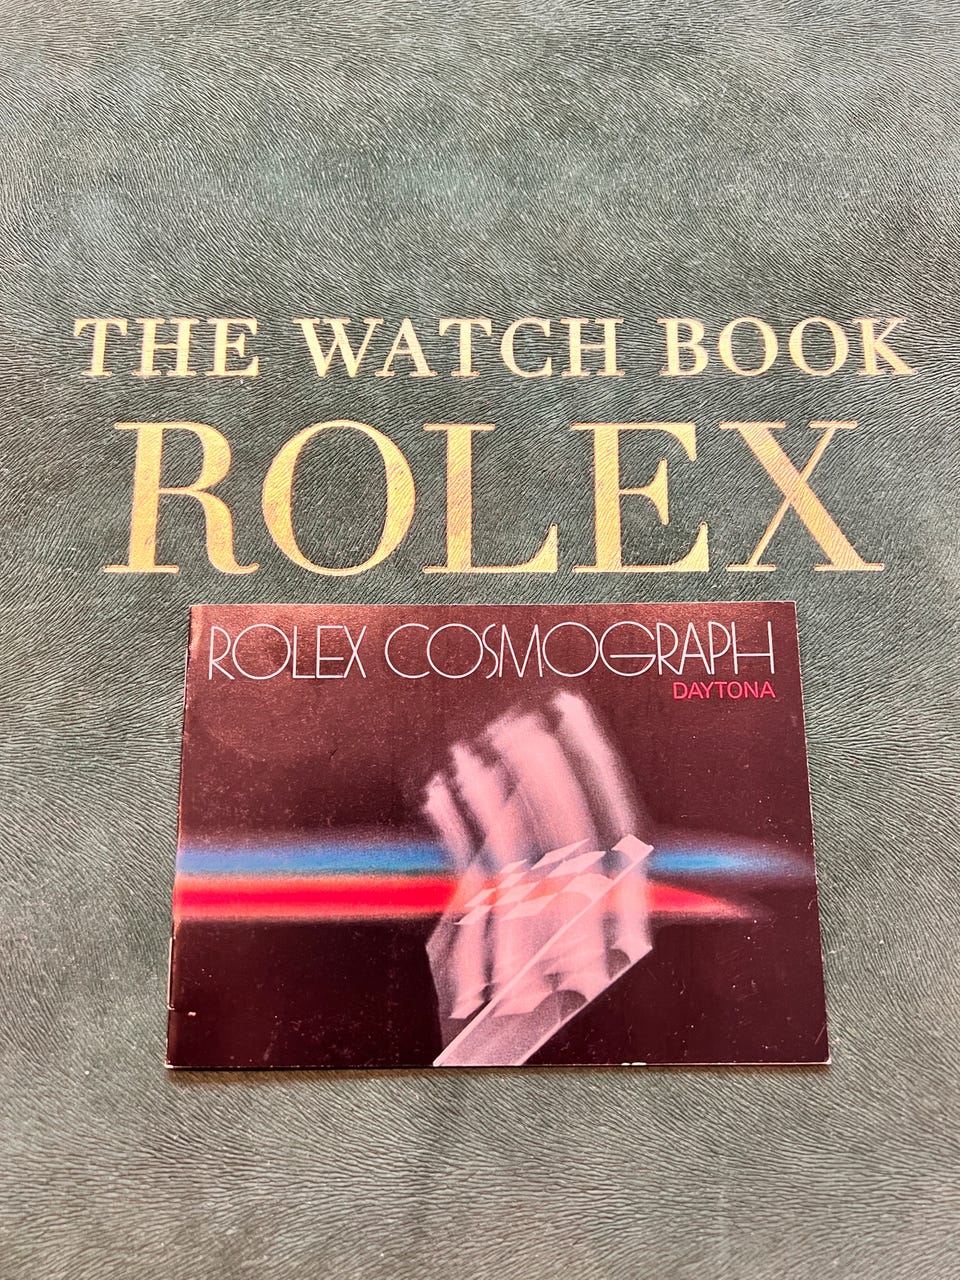 THE WATCH BOOK
ROLEX
ROLEX COSMOGRAPH
DAYTONA